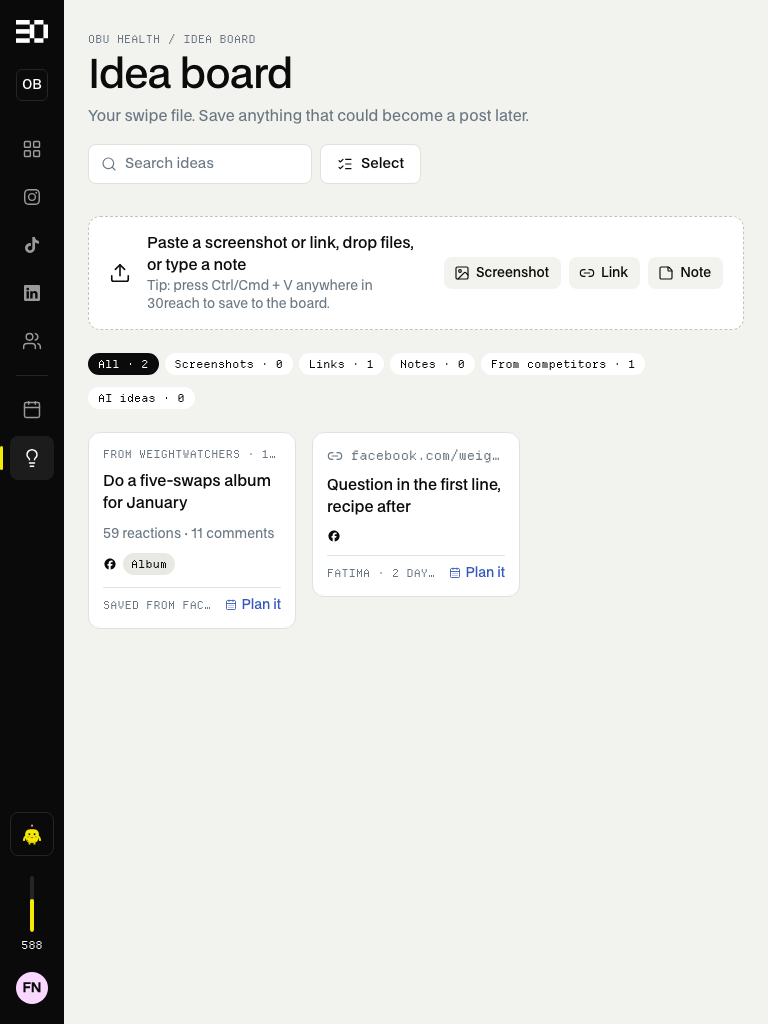 30
OB
OBU HEALTH / IDEA BOARD
Idea board
Your swipe file. Save anything that could become a post later.
Search ideas
Select
Paste a screenshot or link, drop files,
or type a note
Tip: press Ctrl/Cmd + V anywhere in
30reach to save to the board.
Screenshot
Link
Note
All · 2
Screenshots · 0
Links · 1
Notes · 0
From competitors · 1
AI ideas · 0
FROM WEIGHTWATCHERS · 1…
Do a five-swaps album
for January
59 reactions · 11 comments
Album
SAVED FROM FAC…
Plan it
facebook.com/weig…
Question in the first line,
recipe after
FATIMA · 2 DAY…
Plan it
588
FN